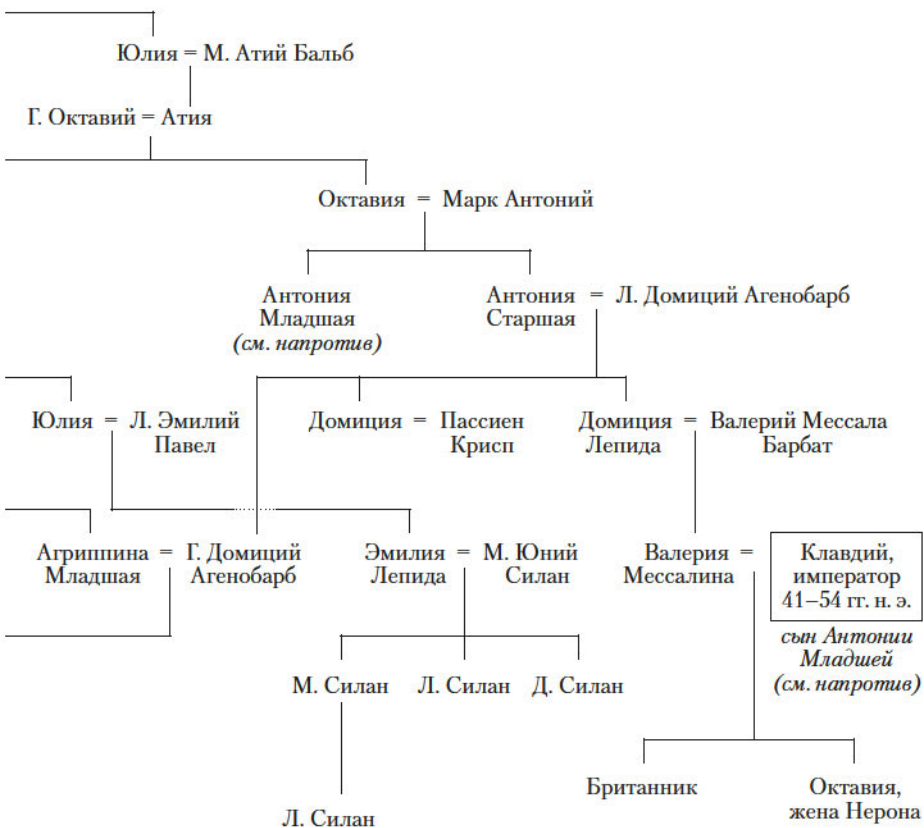 Юлия = М. Атий Бальб
Г. Октавий = Атия
Октавия = Марк Антоний
Антония
Младшая
(см. напротив)
Антония = Л. Домиций Агенобарб
Старшая
Юлия = Л. Эмилий
Павел
Домиция = Пассиен
Крисп
Домиция = Валерий Мессала
Лепида Барбат
Агриппина = Г. Домиций
Младшая Агенобарб
Эмилия = М. Юний
Лепида Силан
Валерия =
Мессалина
Клавдий,
император
41–54 гг. н. э.
сын Антонии
Младшей
(см. напротив)
М. Силан Л. Силан Д. Силан
Британник
Октавия,
жена Нерона
Л. Силан